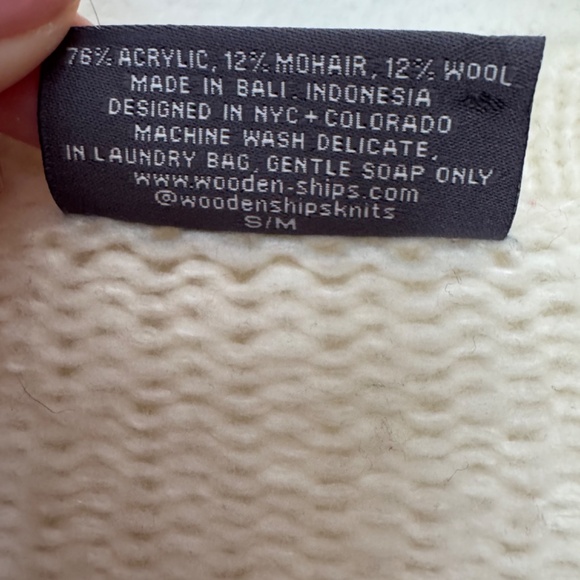 76% ACRYLIC, 12% MOHAIR, 12% WOOL
MADE IN BALI, INDONESIA
DESIGNED IN NYC + COLORADO
MACHINE WASH DELICATE,
IN LAUNDRY BAG, GENTLE SOAP ONLY
www.wooden-ships.com
@woodenshipsknits
S/M